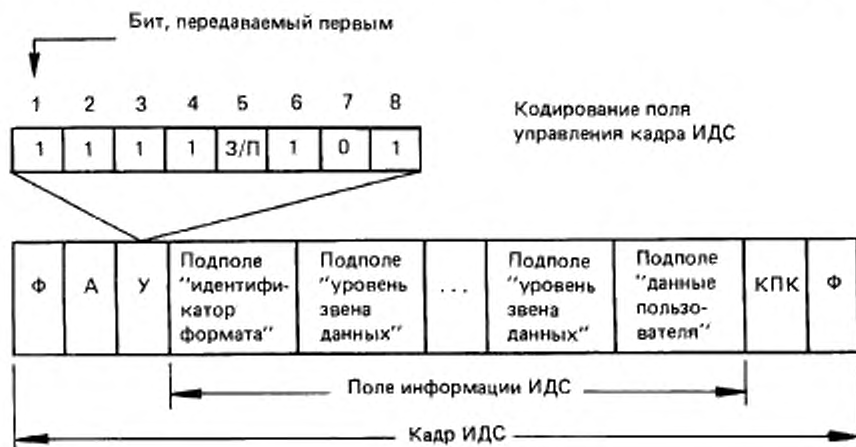 Бит, передаваемый первым
1 2 3 4 5 6 7 8
1 1 1 1 З/П 1 0 1
Кодирование поля
управления кадра ИДС
Ф А У
Подполе
"идентифи-
катор
формата"
Подполе
"уровень
звена
данных"
...
Подполе
"уровень
звена
данных"
Подполе
"данные
пользо-
вателя"
КПК Ф
Поле информации ИДС
Кадр ИДС